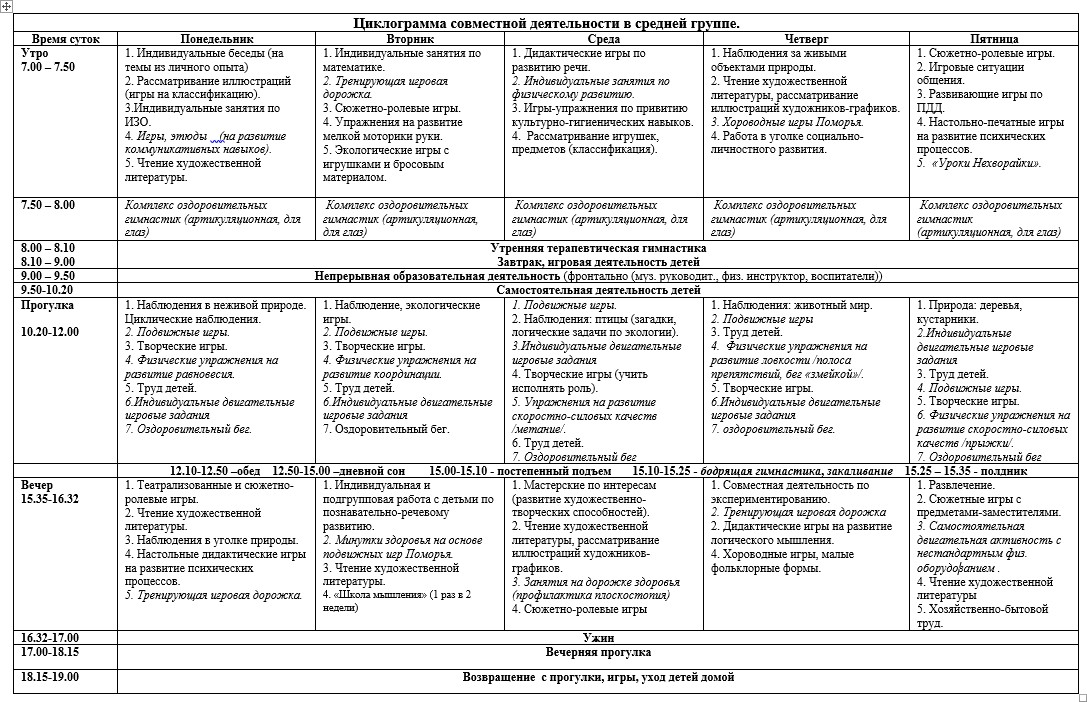 Циклограмма совместной деятельности в средней группе.
Время суток
Понедельник
Вторник
Среда
Четверг
Пятница
Утро
7.00 – 7.50
1. Индивидуальные беседы (на
темы из личного опыта)
2. Рассматривание иллюстраций
(игры на классификацию).
3.Индивидуальные занятия по
ИЗО.
4. Игры, этюды (на развитие
коммуникативных навыков).
5. Чтение художественной
литературы.
1. Индивидуальные занятия по
математике.
2. Тренирующая игровая
дорожка.
3. Сюжетно-ролевые игры.
4. Упражнения на развитие
мелкой моторики руки.
5. Экологические игры с
игрушками и бросовым
материалом.
1. Дидактические игры по
развитию речи.
2. Индивидуальные занятия по
физическому развитию.
3. Игры-упражнения по привитию
культурно-гигиенических навыков.
4. Рассматривание игрушек,
предметов (классификация).
1. Наблюдения за живыми
объектами природы.
2. Чтение художественной
литературы, рассматривание
иллюстраций художников-графиков.
3. Хороводные игры Поморья.
4. Работа в уголке социально-
личностного развития.
1. Сюжетно-ролевые игры.
2. Игровые ситуации
общения.
3. Развивающие игры по
ПДД.
4. Настольно-печатные игры
на развитие психических
процессов.
5. «Уроки Нехворайки».
7.50 – 8.00
Комплекс оздоровительных
гимнастик (артикуляционная, для
глаз)
Комплекс оздоровительных
гимнастик (артикуляционная,
для глаз)
Комплекс оздоровительных
гимнастик (артикуляционная, для
глаз)
Комплекс оздоровительных
гимнастик (артикуляционная, для
глаз)
Комплекс оздоровительных
гимнастик
(артикуляционная, для глаз)
8.00 – 8.10
8.10 – 9.00
Утренняя терапевтическая гимнастика
Завтрак, игровая деятельность детей
9.00 – 9.50
Непрерывная образовательная деятельность (фронтально (муз. руководит., физ. инструктор, воспитатели))
9.50-10.20
Самостоятельная деятельность детей
Прогулка
10.20-12.00
1. Наблюдения в неживой природе.
Циклические наблюдения.
2. Подвижные игры.
3. Творческие игры.
4. Физические упражнения на
развитие равновесия.
5. Труд детей.
6.Индивидуальные двигательные
игровые задания
7. Оздоровительный бег.
1. Наблюдение, экологические
игры.
2. Подвижные игры.
3. Творческие игры.
4. Физические упражнения на
развитие координации.
5. Труд детей.
6.Индивидуальные двигательные
игровые задания
7. Оздоровительный бег.
1. Подвижные игры.
2. Наблюдения: птицы (загадки,
логические задачи по экологии).
3.Индивидуальные двигательные
игровые задания
4. Творческие игры (учить
исполнять роль).
5. Упражнения на развитие
скоростно-силовых качеств
/метание/.
6. Труд детей.
7. Оздоровительный бег
1. Наблюдения: животный мир.
2. Подвижные игры
3. Труд детей.
4. Физические упражнения на
развитие ловкости /полоса
препятствий, бег «змейкой»/.
5. Творческие игры.
6.Индивидуальные двигательные
игровые задания
7. оздоровительный бег.
1. Природа: деревья,
кустарники.
2.Индивидуальные
двигательные игровые
задания
3. Труд детей.
4. Подвижные игры.
5. Творческие игры.
6. Физические упражнения на
развитие скоростно-силовых
качеств /прыжки/.
7. Оздоровительный бег
12.10-12.50 –обед 12.50-15.00 –дневной сон 15.00-15.10 - постепенный подъем 15.10-15.25 - бодрящая гимнастика, закаливание 15.25 – 15.35 - полдник
Вечер
15.35-16.32
1. Театрализованные и сюжетно-
ролевые игры.
2. Чтение художественной
литературы.
3. Наблюдения в уголке природы.
4. Настольные дидактические игры
на развитие психических
процессов.
5. Тренирующая игровая дорожка.
1. Индивидуальная и
подгрупповая работа с детьми по
познавательно-речевому
развитию.
2. Минутки здоровья на основе
подвижных игр Поморья.
3. Чтение художественной
литературы.
4. «Школа мышления» (1 раз в 2
недели)
1. Мастерские по интересам
(развитие художественно-
творческих способностей).
2. Чтение художественной
литературы, рассматривание
иллюстраций художников-
графиков.
3. Занятия на дорожке здоровья
(профилактика плоскостопия)
4. Сюжетно-ролевые игры
1. Совместная деятельность по
экспериментированию.
2. Тренирующая игровая дорожка
2. Дидактические игры на развитие
логического мышления.
4. Хороводные игры, малые
фольклорные формы.
1. Развлечение.
2. Сюжетные игры с
предметами-заместителями.
3. Самостоятельная
двигательная активность с
нестандартным физ.
оборудованием .
4. Чтение художественной
литературы
5. Хозяйственно-бытовой
труд.
16.32-17.00
Ужин
17.00-18.15
Вечерняя прогулка
18.15-19.00
Возвращение с прогулки, игры, уход детей домой